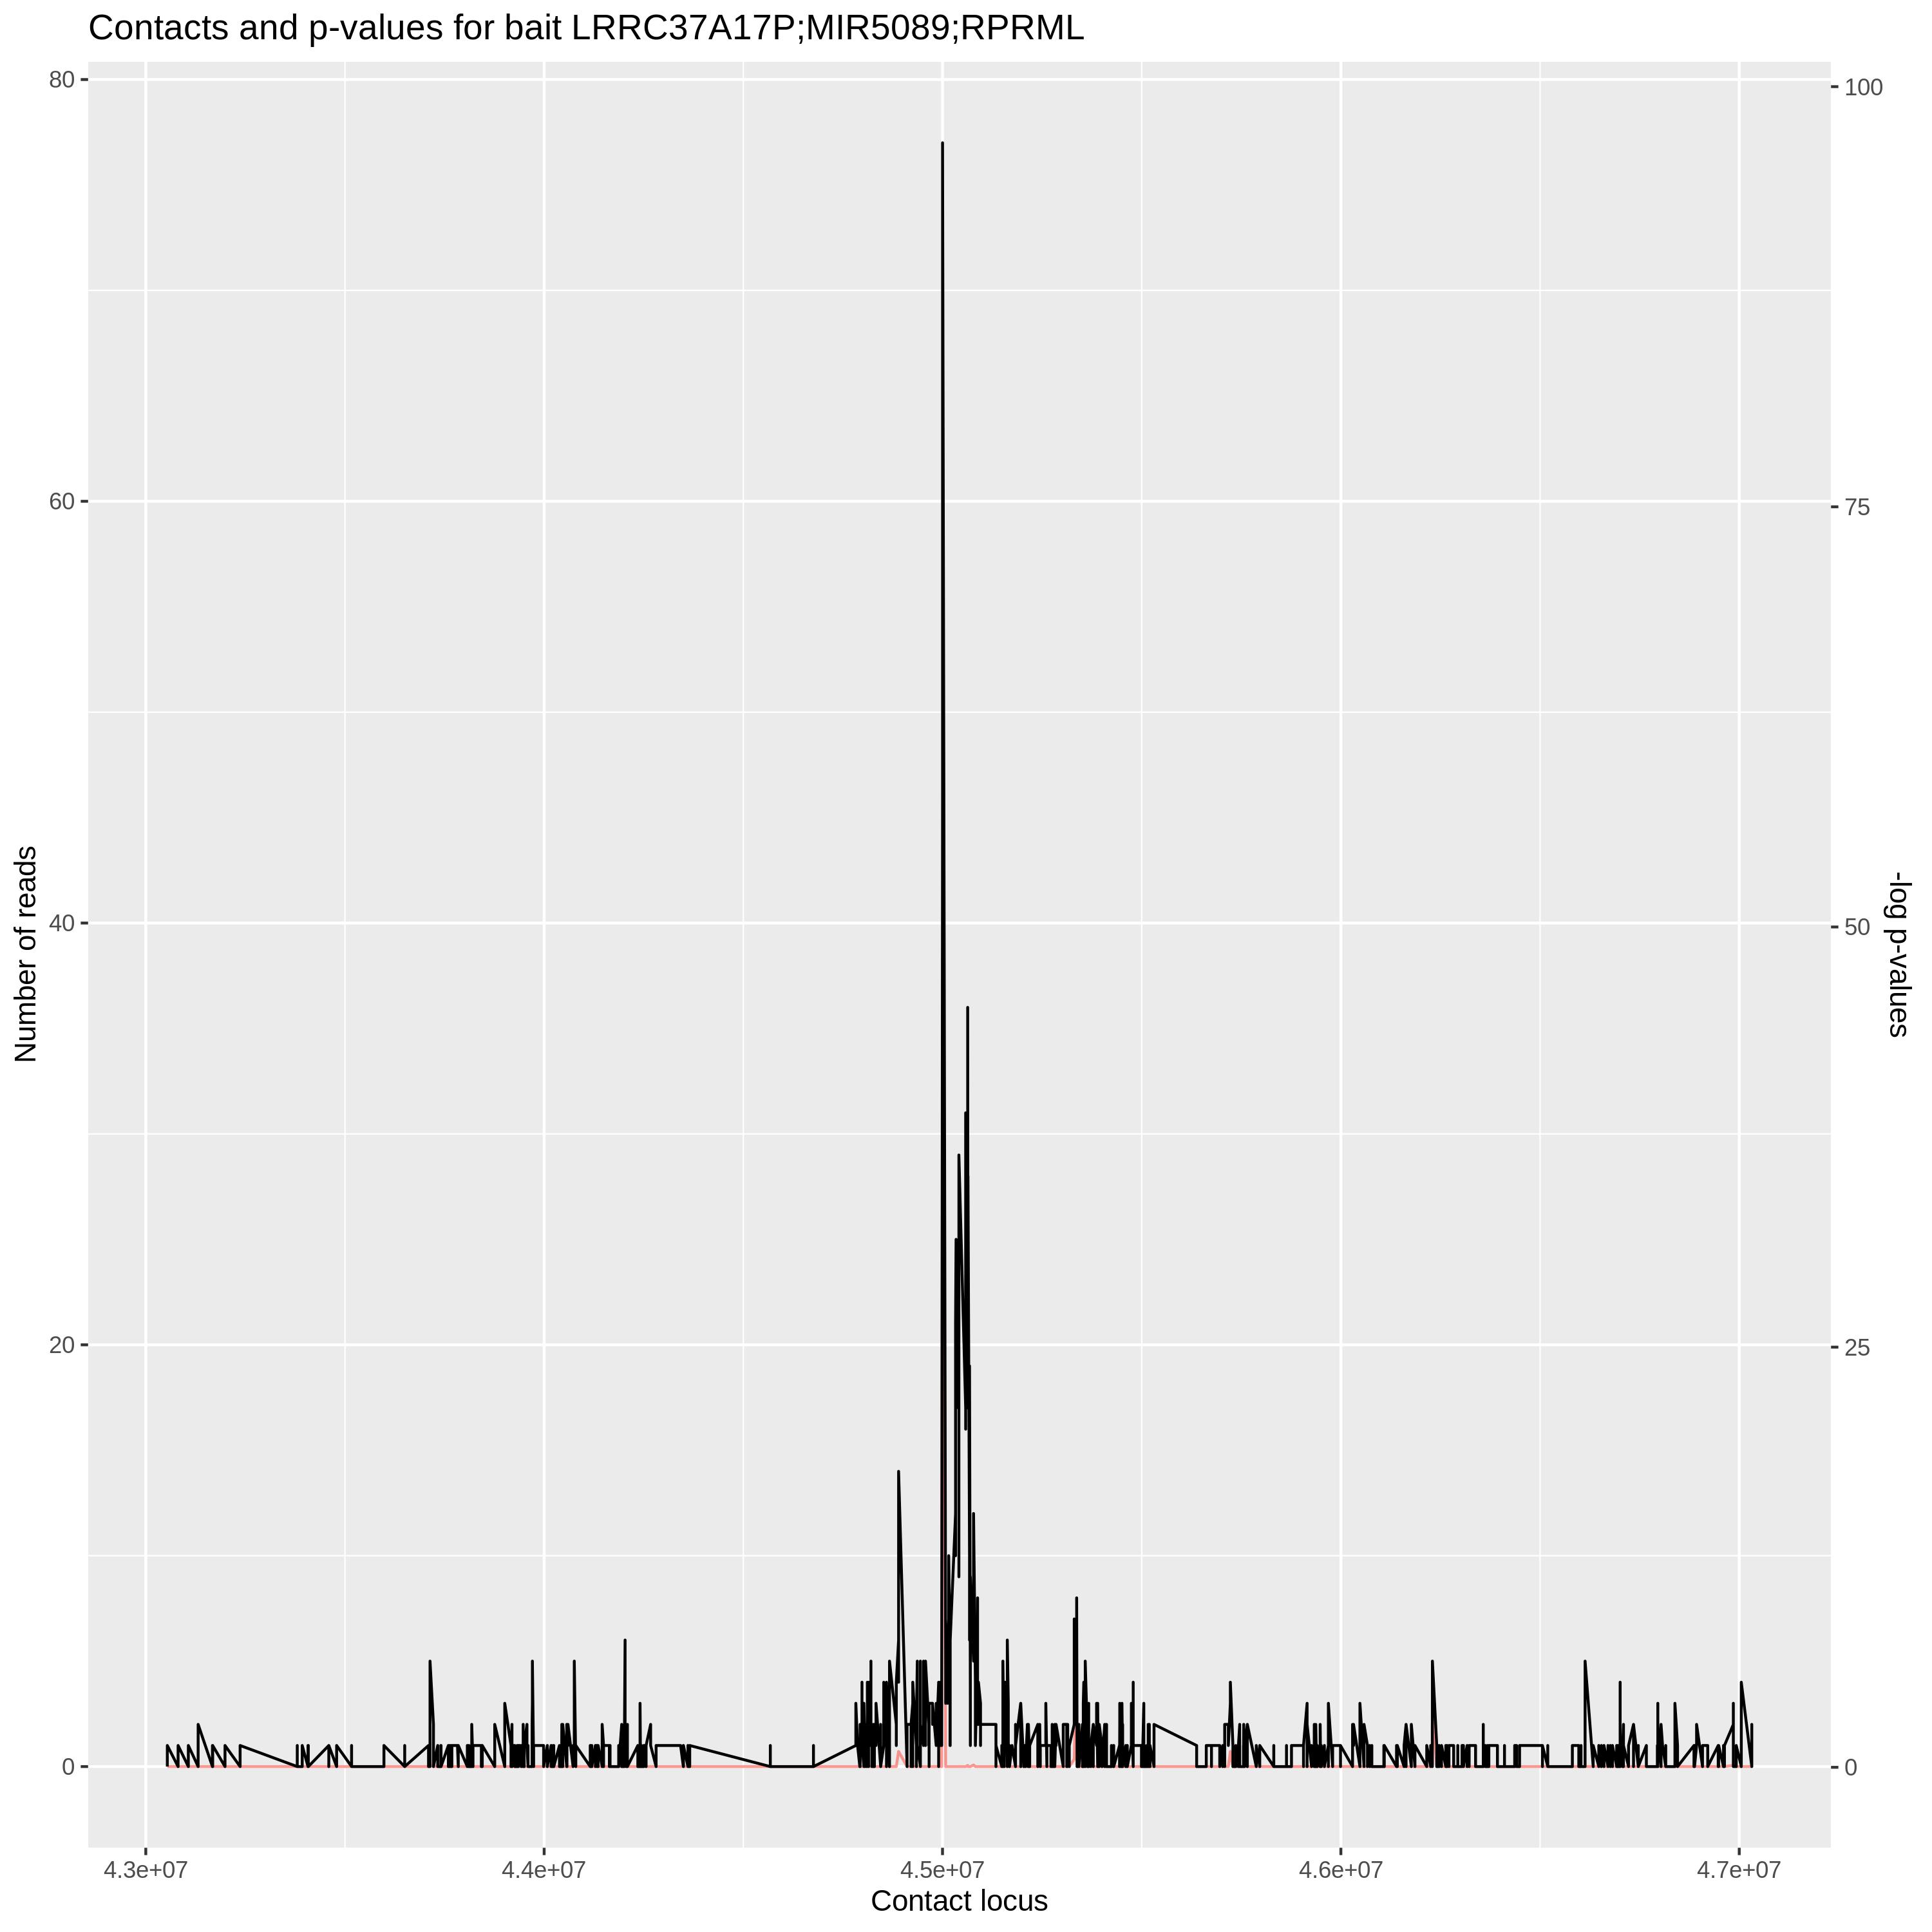 Contacts and p-values for bait LRRC37A17P;MIR5089;RPRML
80
60
40
20
0
Number of reads
100
75
50
25
0
-log p-values
4.3e+07 4.4e+07 4.5e+07 4.6e+07 4.7e+07
Contact locus